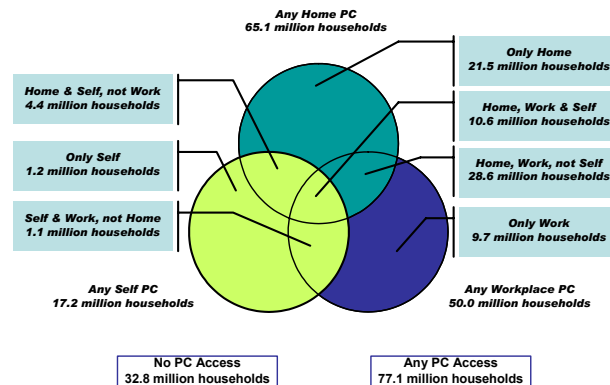 Any Home PC
65.1 million households
Only Home
21.5 million households
Home & Self, not Work
4.4 million households
Home, Work & Self
10.6 million households
Only Self
1.2 million households
Home, Work, not Self
28.6 million households
Self & Work, not Home
1.1 million households
Only Work
9.7 million households
Any Self PC
17.2 million households
Any Workplace PC
50.0 million households
No PC Access
32.8 million households
Any PC Access
77.1 million households